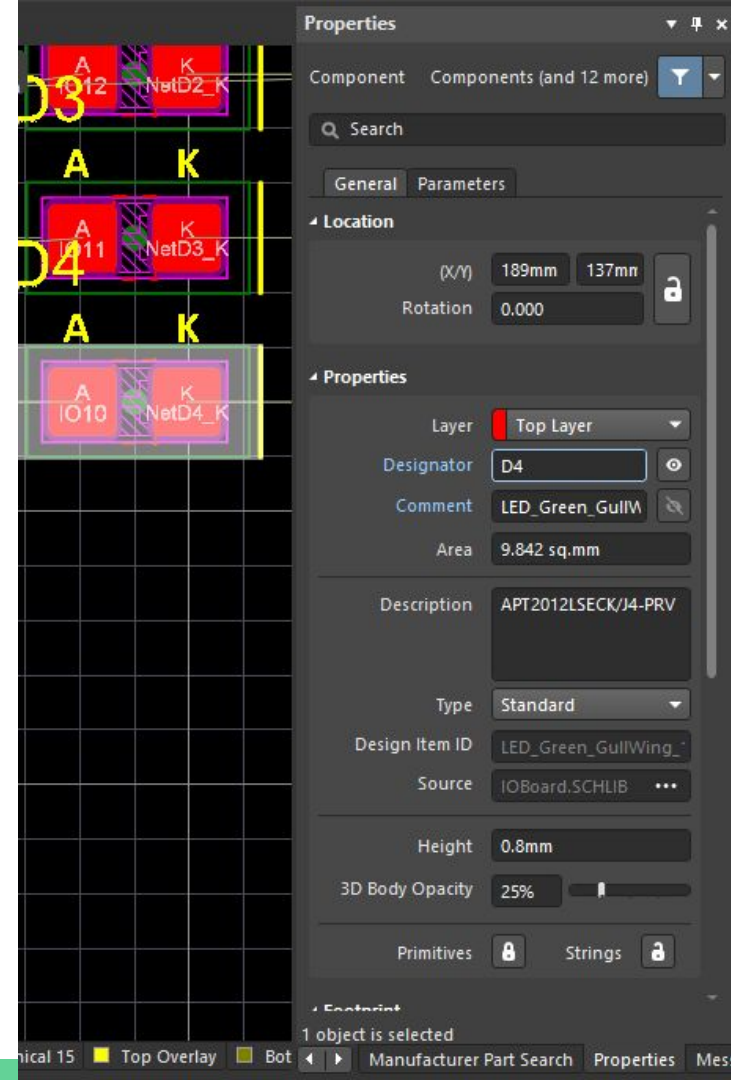 Properties
Component Components (and 12 more)
Search
General Parameters
Location
(X/Y) 189mm 137mm
Rotation 0.000
Properties
Layer Top Layer
Designator D4
Comment LED_Green_GullW
Area 9.842 sq.mm
Description APT2012LSECK/J4-PRV
Type Standard
Design Item ID LED_Green_GullWing_
Source IOBoard.SCHLIB ...
Height 0.8mm
3D Body Opacity 25%
Primitives Strings
Footprint
1 object is selected
Manufacturer Part Search Properties Mes
A K
IO12 NetD2_K
D3
A K
A K
IO11 NetD3_K
D4
A K
A K
IO10 NetD4_K
nical 15 Top Overlay Bot